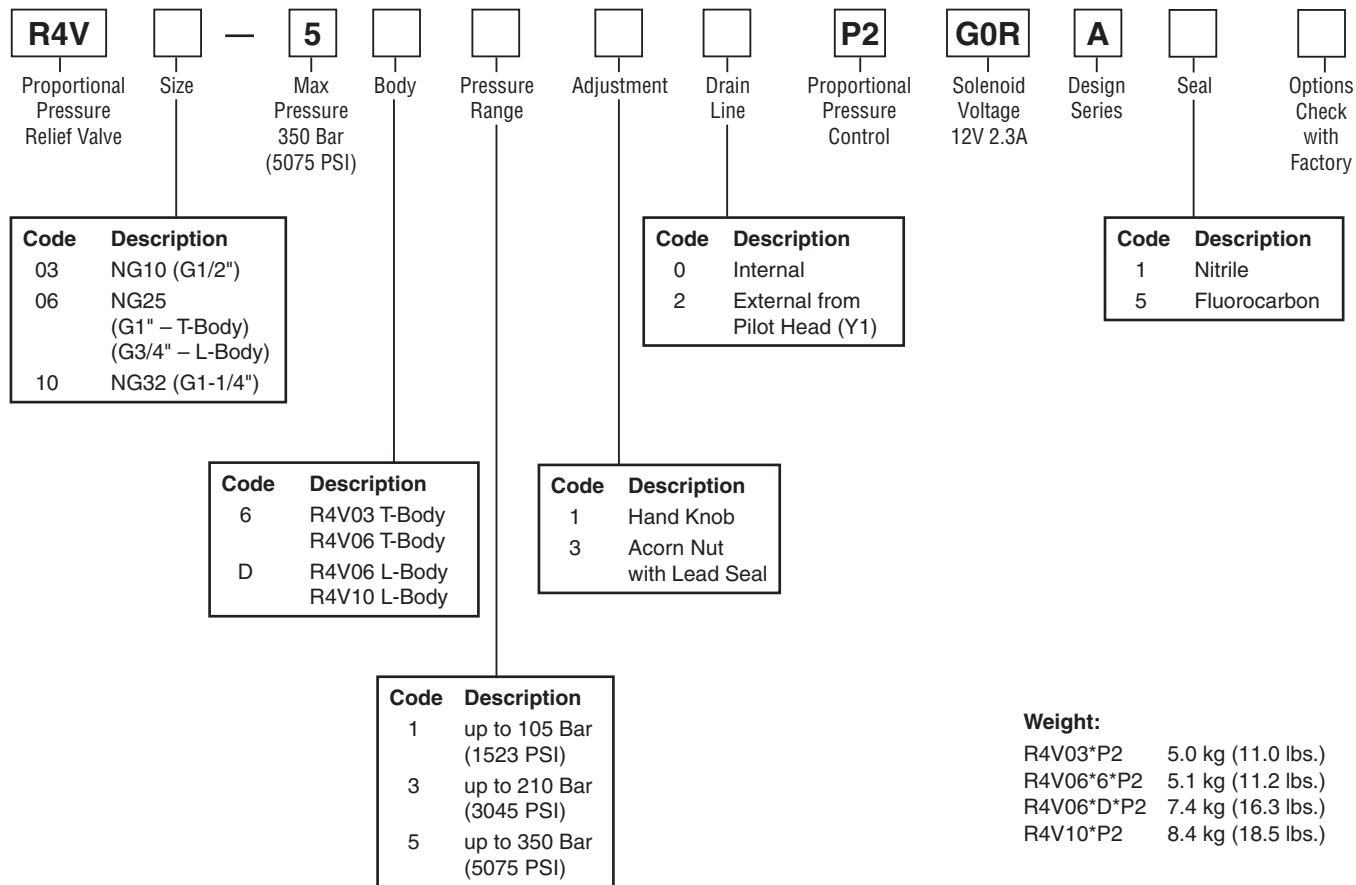 R4V — 5 P2 G0R A
Proportional
Pressure
Relief Valve
Size
Max
Pressure
350 Bar
(5075 PSI)
Body
Pressure
Range
Adjustment
Drain
Line
Proportional
Pressure
Control
Solenoid
Voltage
12V 2.3A
Design
Series
Seal
Options
Check
with
Factory
Code Description
03 NG10 (G1/2")
06 NG25
(G1" – T-Body)
(G3/4" – L-Body)
10 NG32 (G1-1/4")
Code Description
0 Internal
2 External from
Pilot Head (Y1)
Code Description
1 Nitrile
5 Fluorocarbon
Code Description
6 R4V03 T-Body
R4V06 T-Body
D R4V06 L-Body
R4V10 L-Body
Code Description
1 Hand Knob
3 Acorn Nut
with Lead Seal
Code Description
1 up to 105 Bar
(1523 PSI)
3 up to 210 Bar
(3045 PSI)
5 up to 350 Bar
(5075 PSI)
Weight:
R4V03*P2 5.0 kg (11.0 lbs.)
R4V06*6*P2 5.1 kg (11.2 lbs.)
R4V06*D*P2 7.4 kg (16.3 lbs.)
R4V10*P2 8.4 kg (18.5 lbs.)